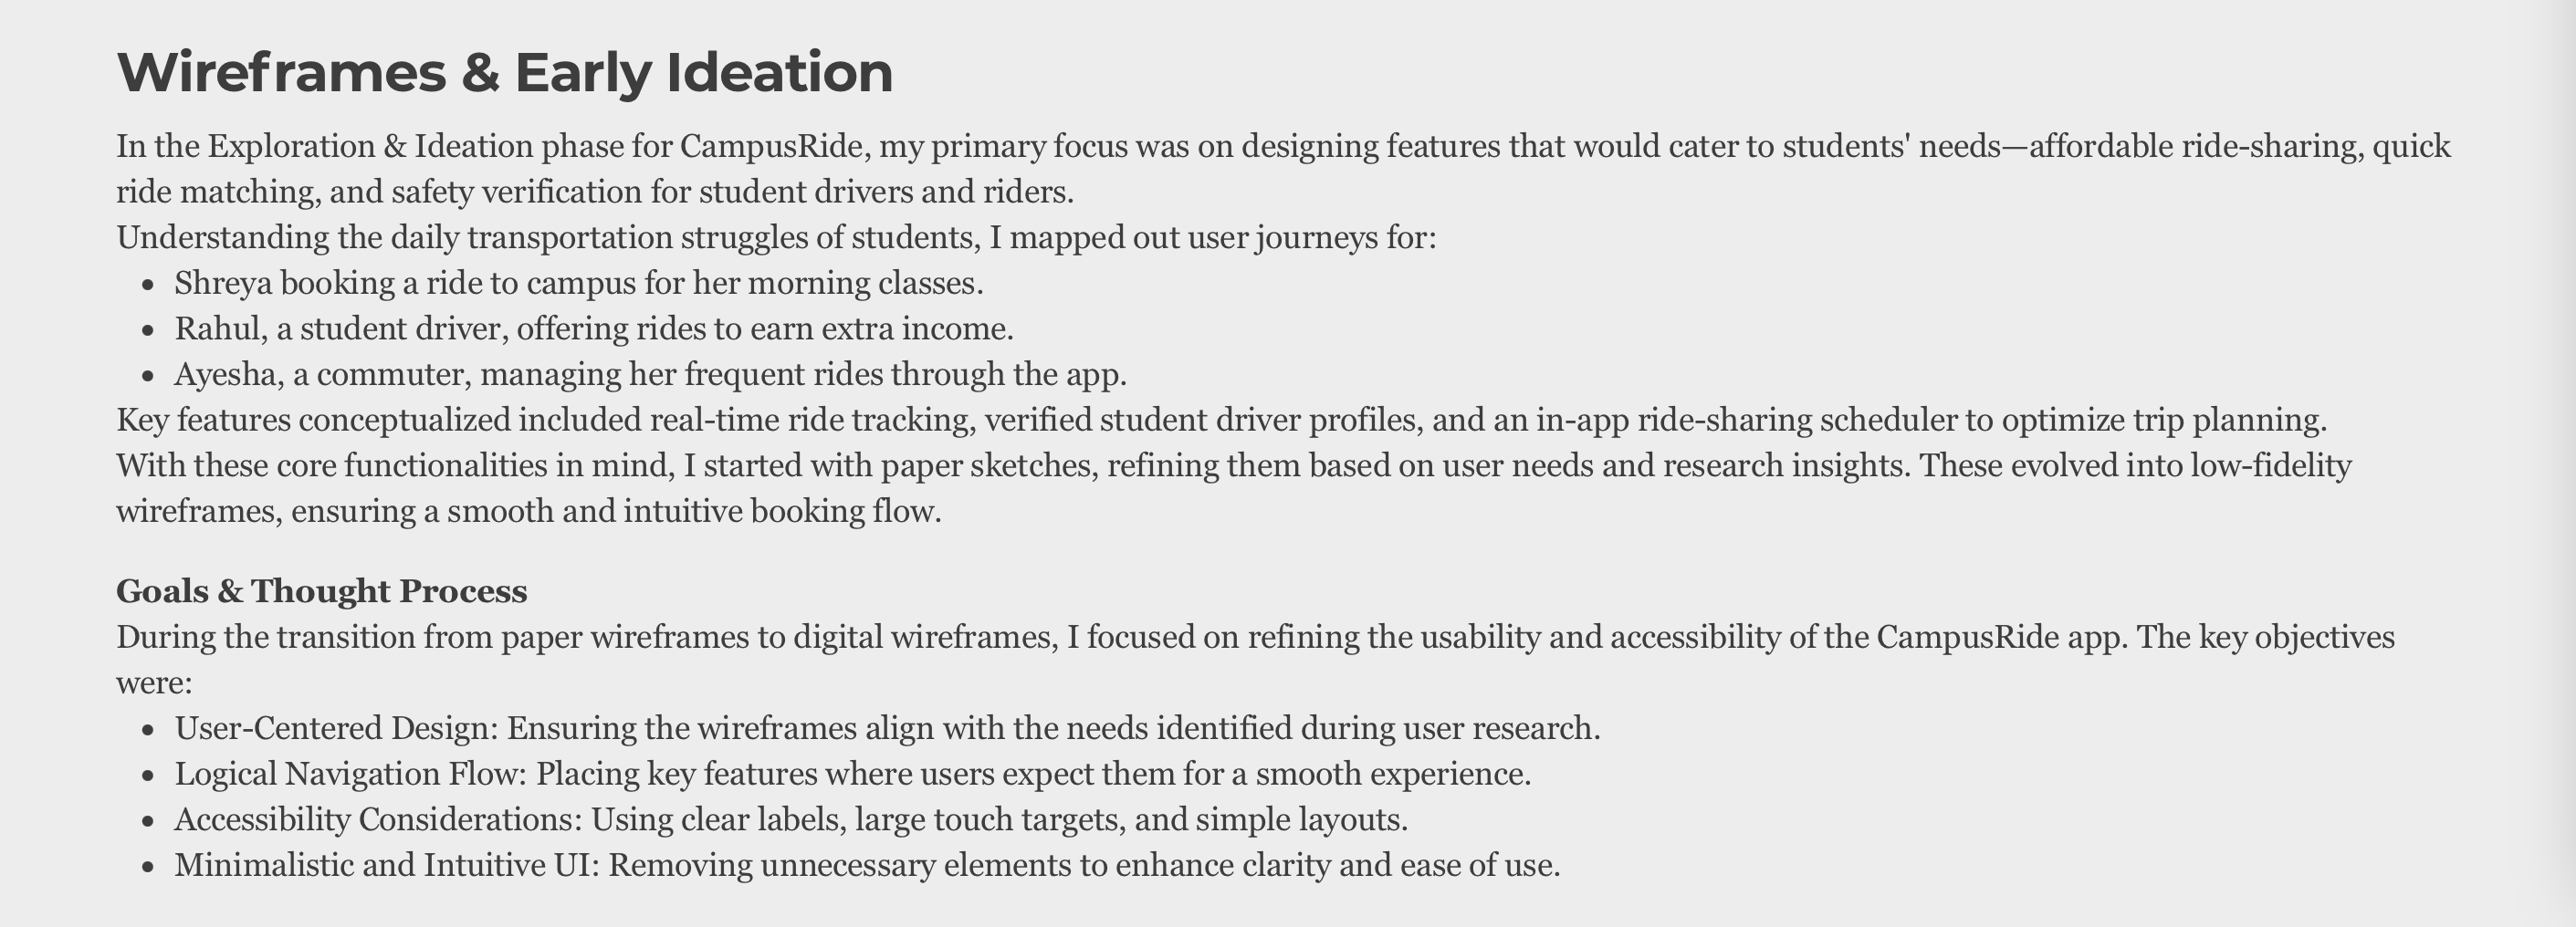 Wireframes & Early Ideation
In the Exploration & Ideation phase for CampusRide, my primary focus was on designing features that would cater to students' needs—affordable ride-sharing, quick
ride matching, and safety verification for student drivers and riders.
Understanding the daily transportation struggles of students, I mapped out user journeys for:
• Shreya booking a ride to campus for her morning classes.
• Rahul, a student driver, offering rides to earn extra income.
• Ayesha, a commuter, managing her frequent rides through the app.
Key features conceptualized included real-time ride tracking, verified student driver profiles, and an in-app ride-sharing scheduler to optimize trip planning.
With these core functionalities in mind, I started with paper sketches, refining them based on user needs and research insights. These evolved into low-fidelity
wireframes, ensuring a smooth and intuitive booking flow.
Goals & Thought Process
During the transition from paper wireframes to digital wireframes, I focused on refining the usability and accessibility of the CampusRide app. The key objectives
were:
• User-Centered Design: Ensuring the wireframes align with the needs identified during user research.
• Logical Navigation Flow: Placing key features where users expect them for a smooth experience.
• Accessibility Considerations: Using clear labels, large touch targets, and simple layouts.
• Minimalistic and Intuitive UI: Removing unnecessary elements to enhance clarity and ease of use.